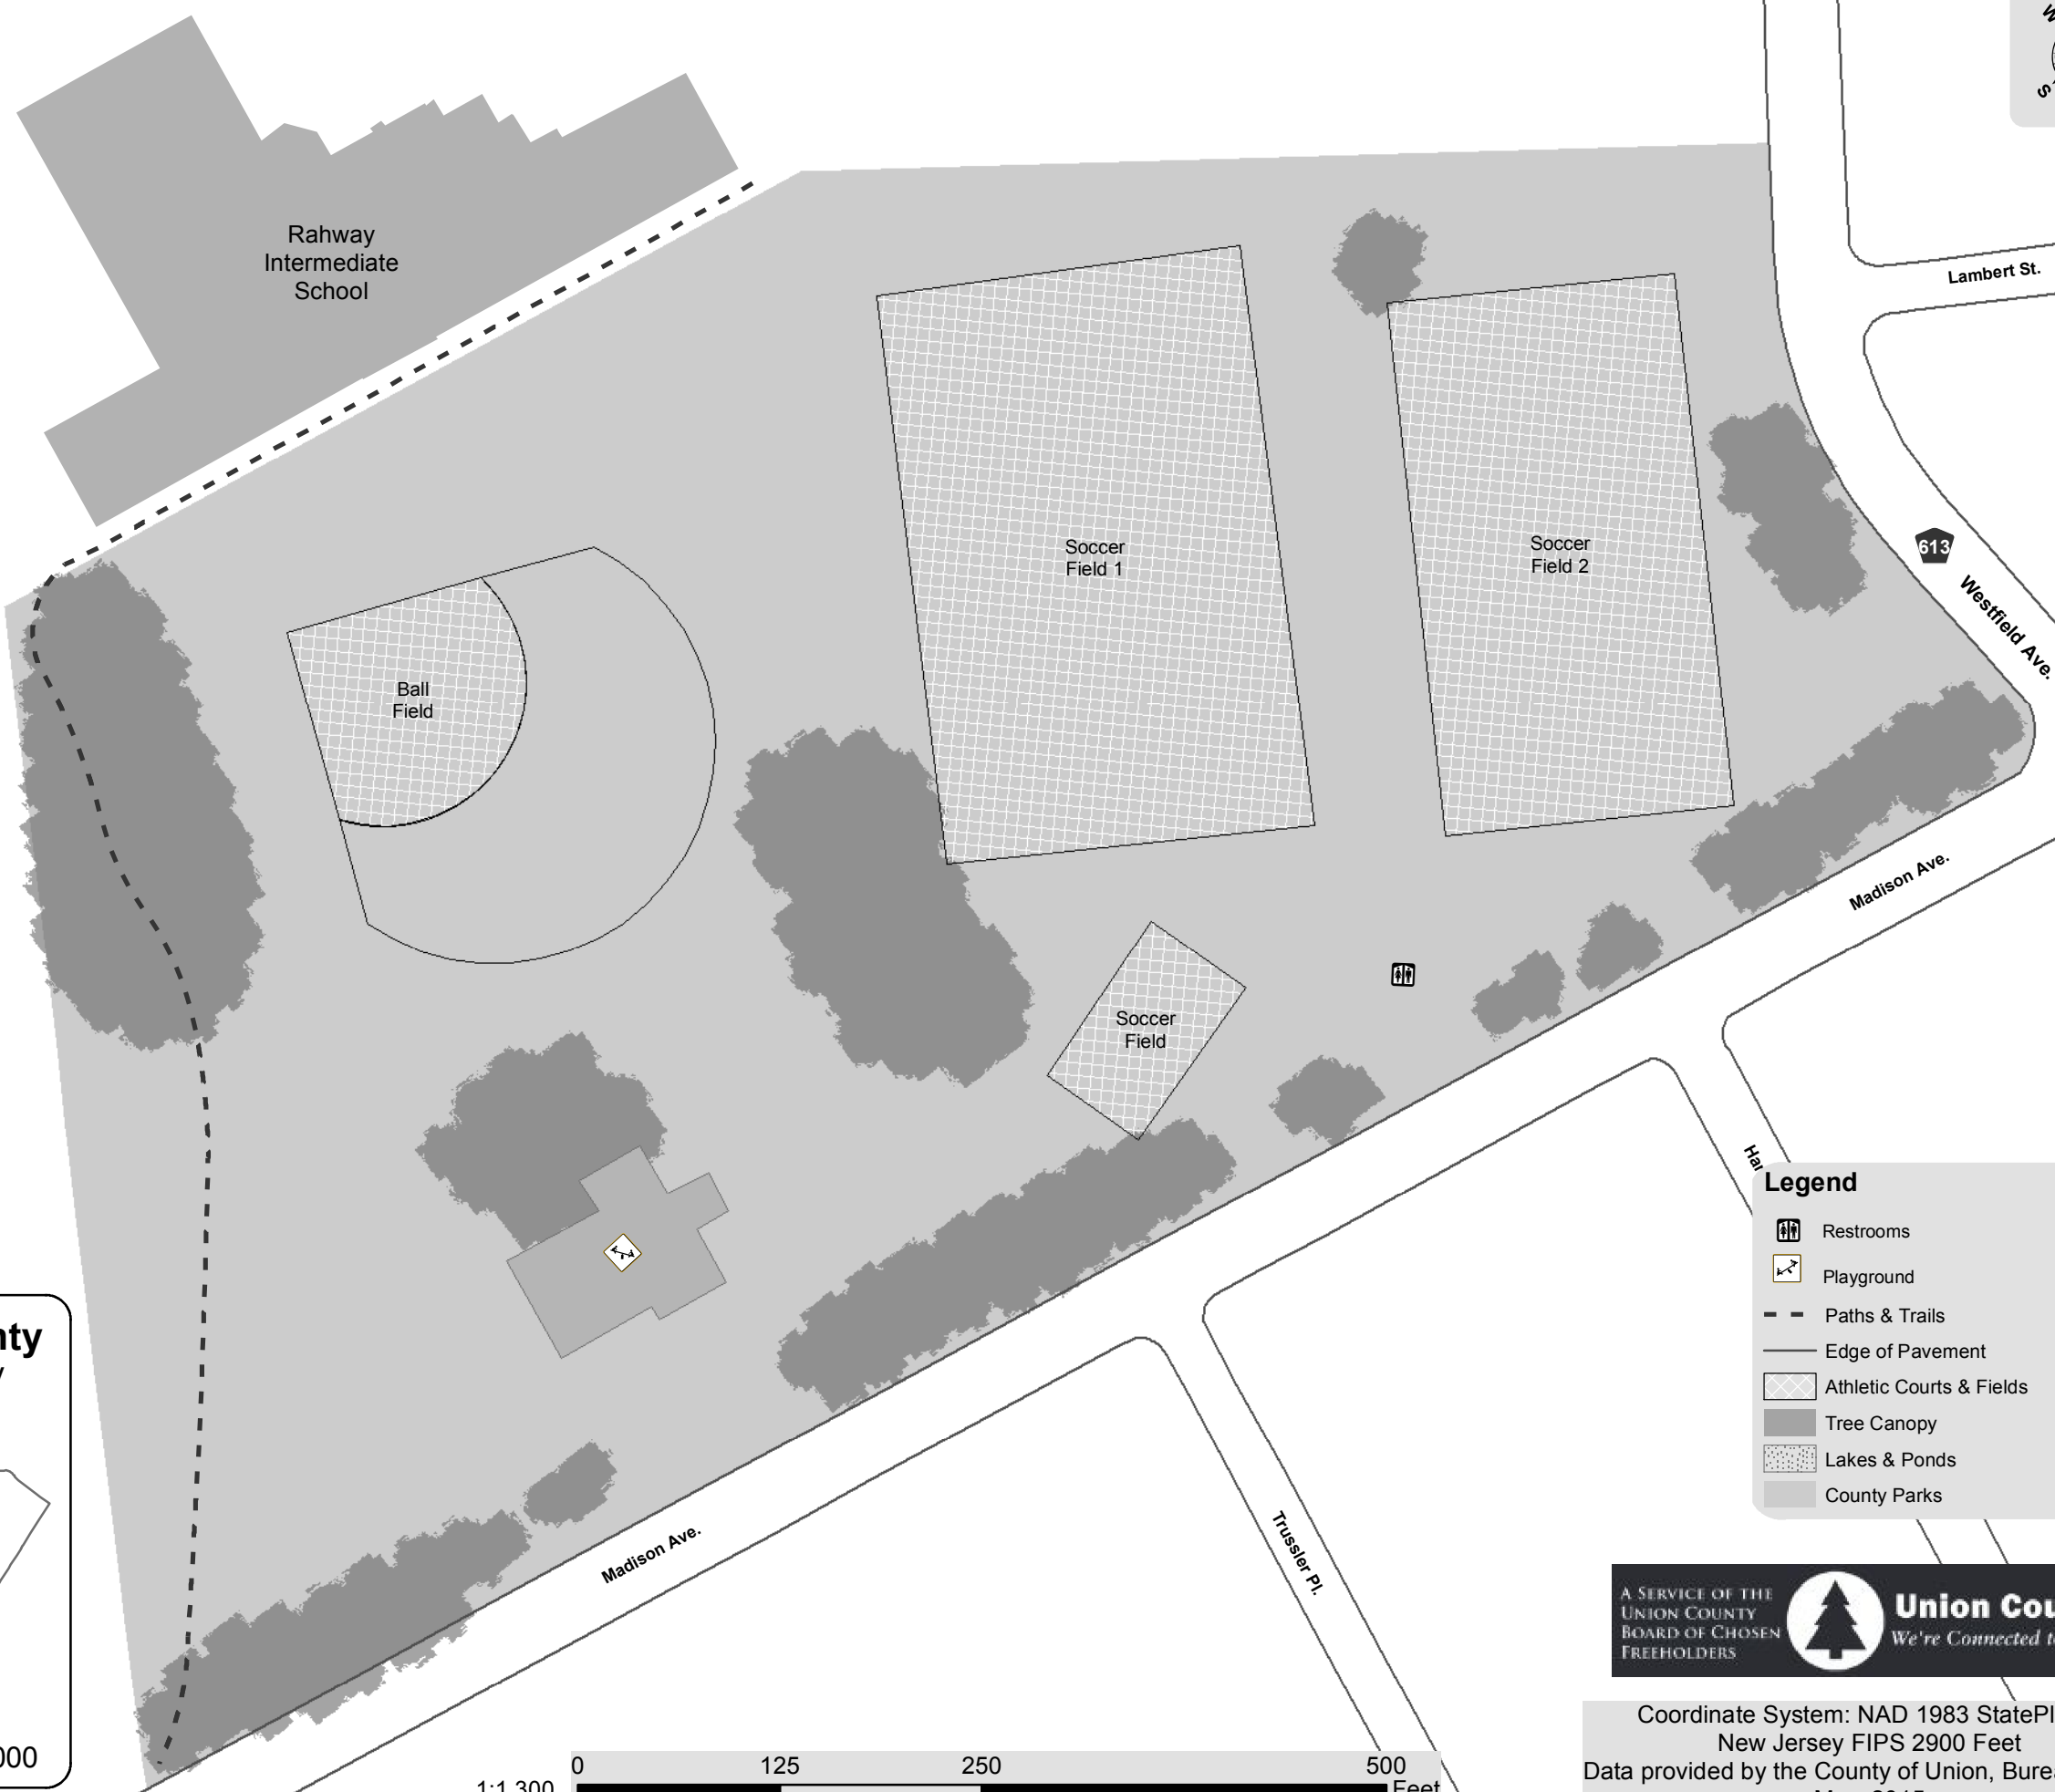 W
S
Rahway
Intermediate
School
Lambert St.
Soccer
Field 1
Soccer
Field 2
613
Westfield Ave.
Ball
Field
Madison Ave.
Soccer
Field
Har
Legend
Restrooms
Playground
Paths & Trails
Edge of Pavement
Athletic Courts & Fields
Tree Canopy
Lakes & Ponds
County Parks
nty
Madison Ave.
Trussler Pl.
A SERVICE OF THE
UNION COUNTY
BOARD OF CHOSEN
FREEHOLDERS
Union Cou
We're Connected t
Coordinate System: NAD 1983 StatePl
New Jersey FIPS 2900 Feet
Data provided by the County of Union, Bure
000
0 125 250 500
1:1,300
Feet